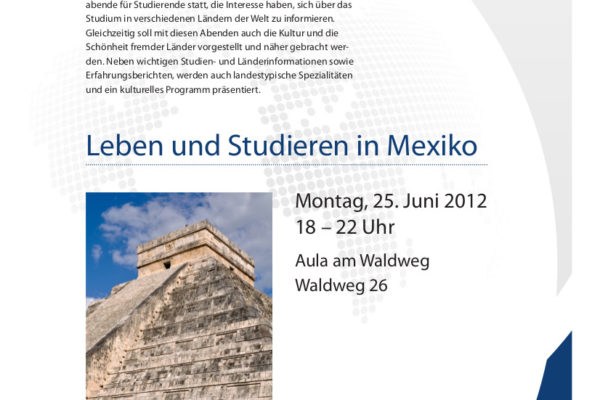 abende für Studierende statt, die Interesse haben, sich über das
Studium in verschiedenen Ländern der Welt zu informieren.
Gleichzeitig soll mit diesen Abenden auch die Kultur und die
Schönheit fremder Länder vorgestellt und näher gebracht wer-
den. Neben wichtigen Studien- und Länderinformationen sowie
Erfahrungsberichten, werden auch landestypische Spezialitäten
und ein kulturelles Programm präsentiert.
Leben und Studieren in Mexiko
Montag, 25. Juni 2012
18 – 22 Uhr
Aula am Waldweg
Waldweg 26